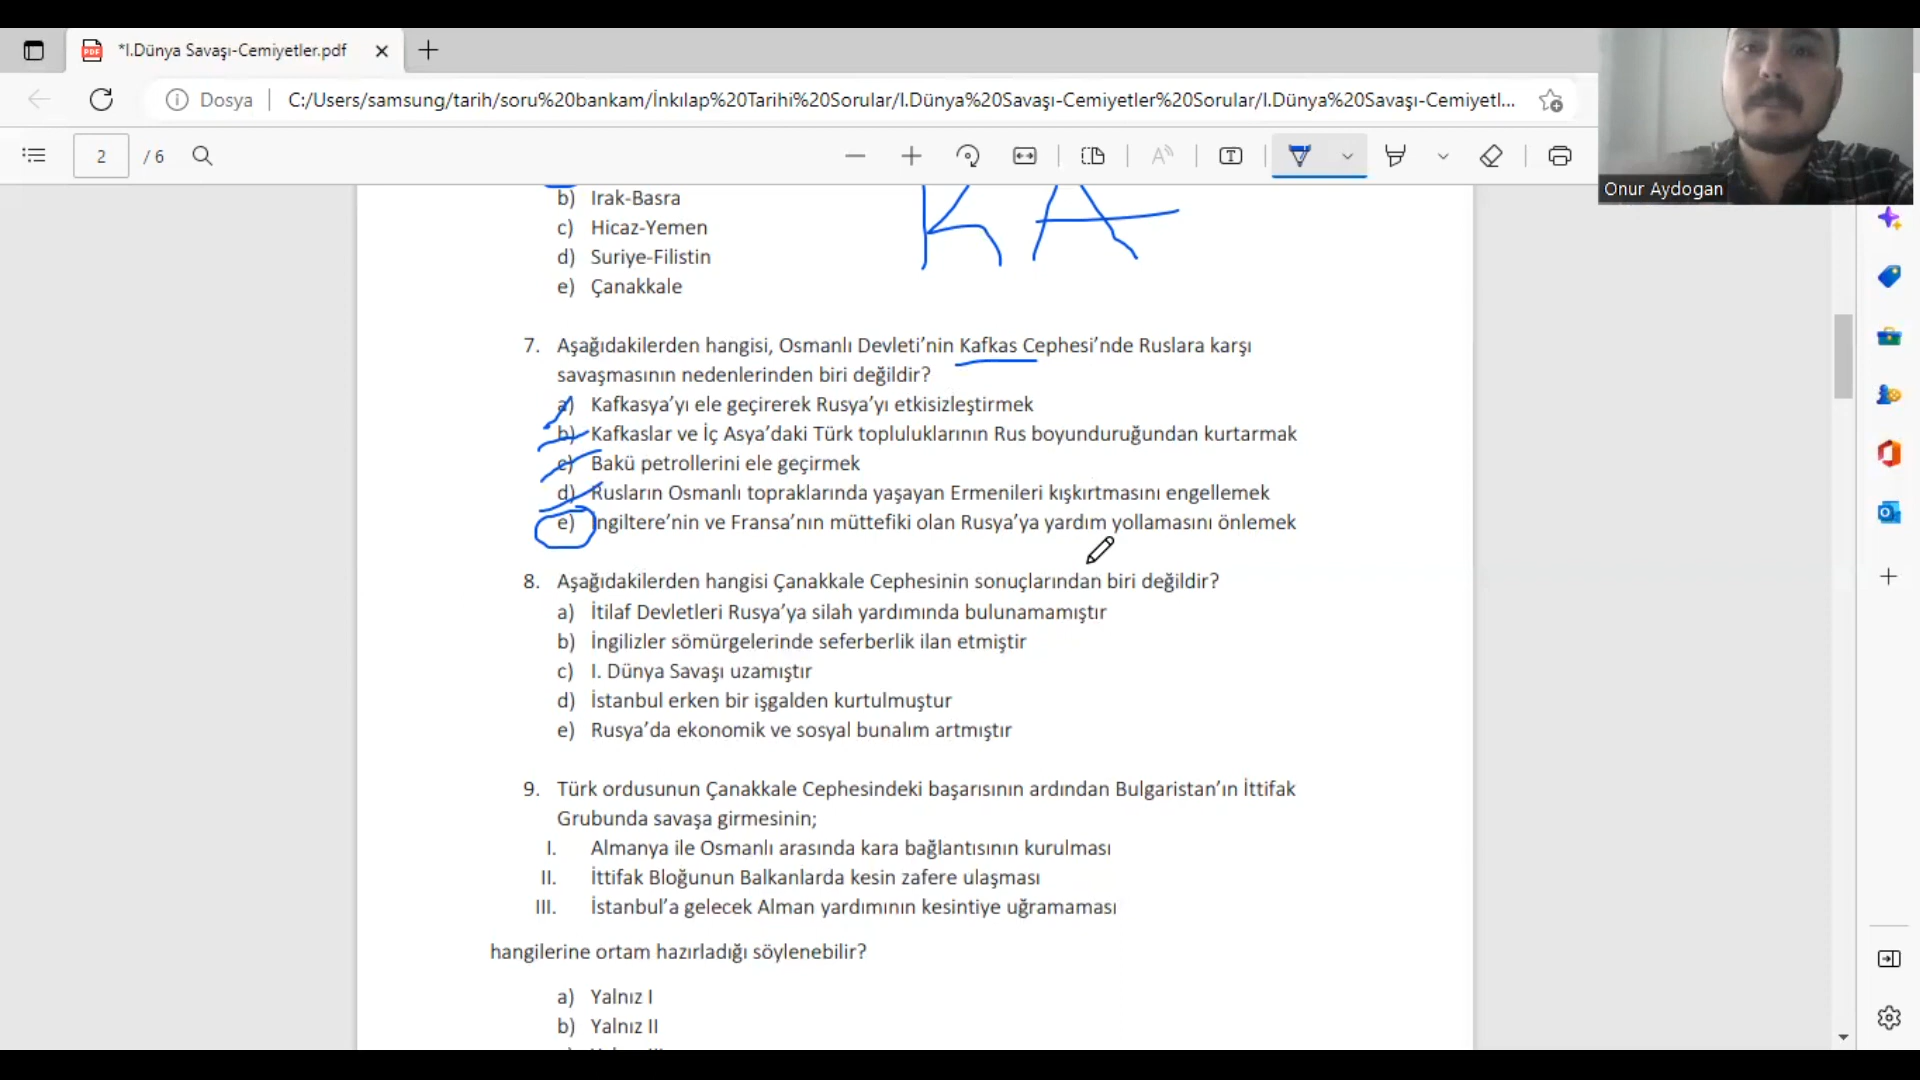 *I.Dünya Savaşı-Cemiyetler.pdf
Dosya
C:/Users/samsung/tarih/soru%20bankam/İnkılap%20Tarihi%20Sorular/I.Dünya%20Savaşı-Cemiyetler%20Sorular/I.Dünya%20Savaşı-Cemiyetl...
2 / 6
Onur Aydogan
b) Irak-Basra
c) Hicaz-Yemen
d) Suriye-Filistin
e) Çanakkale
KA
7. Aşağıdakilerden hangisi, Osmanlı Devleti’nin Kafkas Cephesi’nde Ruslara karşı
savaşmasının nedenlerinden biri değildir?
a) Kafkasya’yı ele geçirerek Rusya’yı etkisizleştirmek
b) Kafkaslar ve İç Asya’daki Türk topluluklarının Rus boyunduruğundan kurtarmak
c) Bakü petrollerini ele geçirmek
d) Rusların Osmanlı topraklarında yaşayan Ermenileri kışkırtmasını engellemek
e) İngiltere’nin ve Fransa’nın müttefiki olan Rusya’ya yardım yollamasını önlemek
8. Aşağıdakilerden hangisi Çanakkale Cephesinin sonuçlarından biri değildir?
a) İtilaf Devletleri Rusya’ya silah yardımında bulunamamıştır
b) İngilizler sömürgelerinde seferberlik ilan etmiştir
c) I. Dünya Savaşı uzamıştır
d) İstanbul erken bir işgalden kurtulmuştur
e) Rusya’da ekonomik ve sosyal bunalım artmıştır
9. Türk ordusunun Çanakkale Cephesindeki başarısının ardından Bulgaristan’ın İttifak
Grubunda savaşa girmesinin;
I. Almanya ile Osmanlı arasında kara bağlantısının kurulması
II. İttifak Bloğunun Balkanlarda kesin zafere ulaşması
III. İstanbul’a gelecek Alman yardımının kesintiye uğramaması
hangilerine ortam hazırladığı söylenebilir?
a) Yalnız I
b) Yalnız II